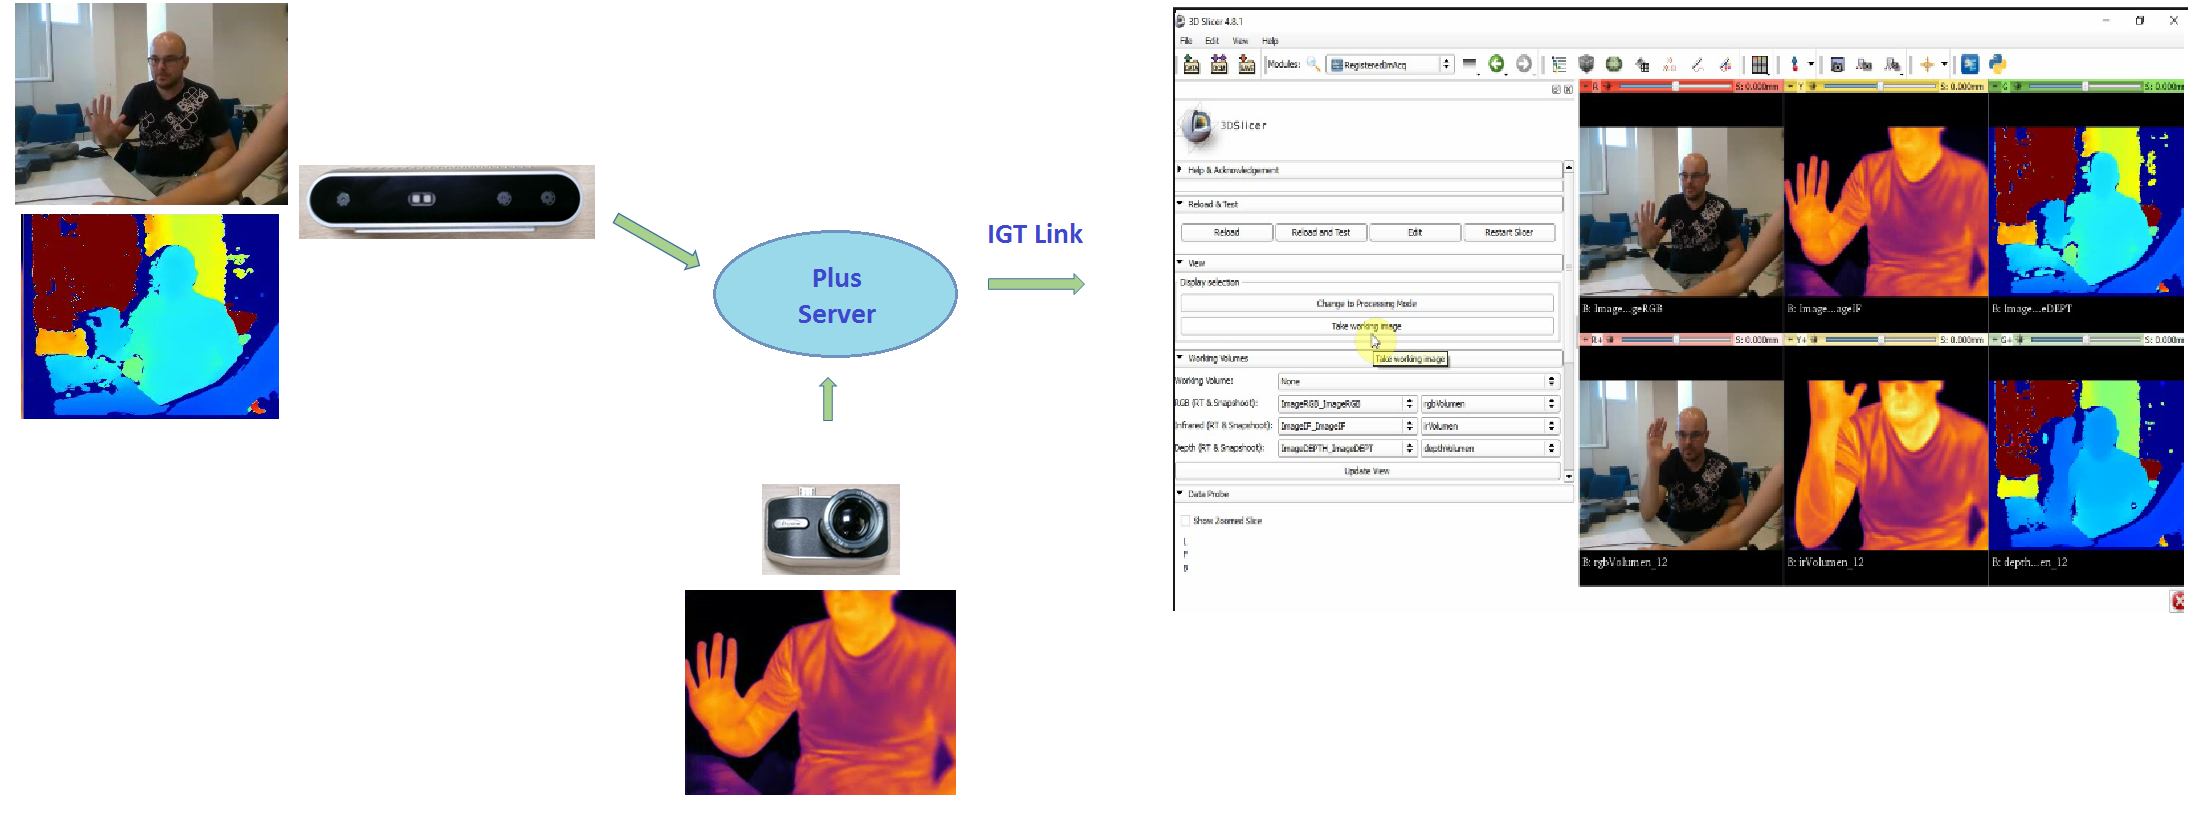 Plus
Server
IGT Link
3D Slicer 4.8.1
File Edit View Help
DATA DCM SAVE Modules: RegisteredImAcq
3DSlicer
Help & Acknowledgement
Reload & Test
Reload Reload and Test Edit Restart Slicer
View
Display selection
Change to Processing Mode
Take working image
Take working image
Working Volumes
Working Volumes: None
RGB (RT & Snapshoot): ImageRGB_ImageRGB rgbVolumen
Infrared (RT & Snapshoot): ImageIF_ImageIF irVolumen
Depth (RT & Snapshoot): ImageDEPTH_ImageDEPT depthVolumen
Update View
Data Probe
Show Zoomed Slice
L
F
B
R S: 0.000mm Y S: 0.000mm G S: 0.000mm
B: Image...geRGB B: Image...ageIF B: Image...eDEPT
R+ S: 0.000mm Y+ S: 0.000mm G+ S: 0.000mm
B: rgbVolumen_12 B: irVolumen_12 B: depth...en_12